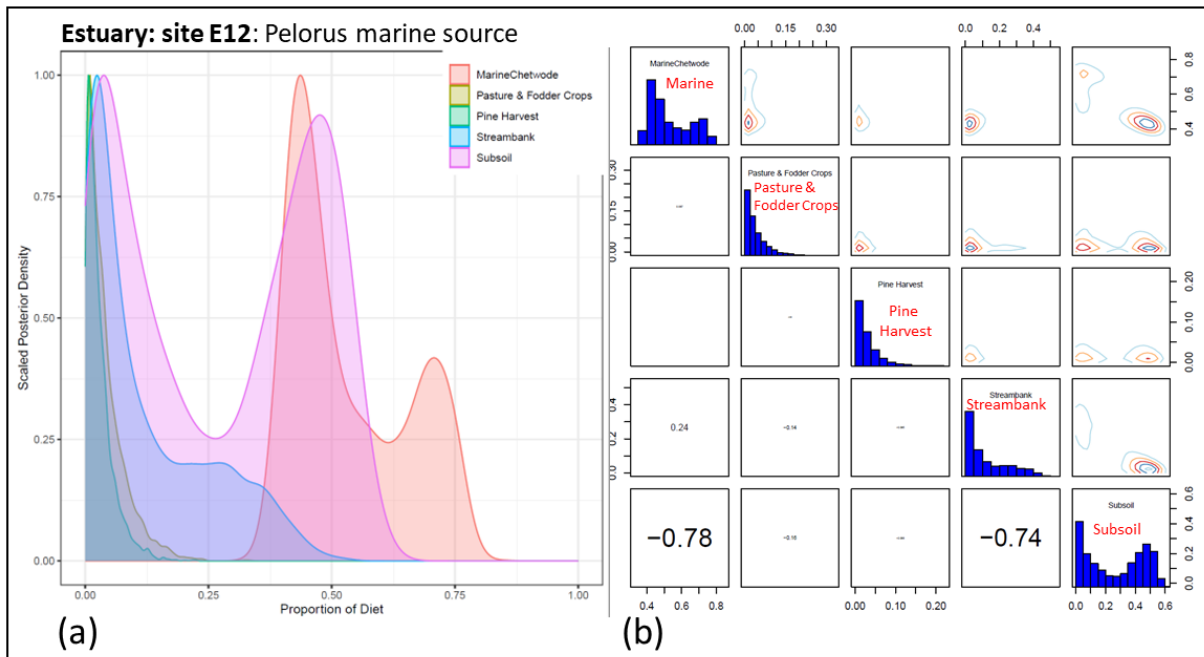 Estuary: site E12: Pelorus marine source
MarineChetwode
Pasture & Fodder Crops
Pine Harvest
Streambank
Subsoil
1.00
0.75
0.50
0.25
0.00
Scaled Posterior Density
0.00 0.25 0.50 0.75 1.00
Proportion of Diet
(a)
0.00 0.15 0.30
0.0 0.2 0.4
MarineChetwode
Marine
0.4 0.6 0.8
Pasture & Fodder Crops
Pasture &
Fodder Crops
0.00 0.15 0.30
Pine Harvest
Pine
Harvest
0.00 0.10 0.20
0.0 0.2 0.4
0.24
-0.14
Streambank
Streambank
−0.78
−0.74
Subsoil
Subsoil
0.0 0.2 0.4 0.6
0.4 0.6 0.8
0.00 0.10 0.20
0.0 0.1 0.2 0.3 0.4 0.5 0.6
(b)